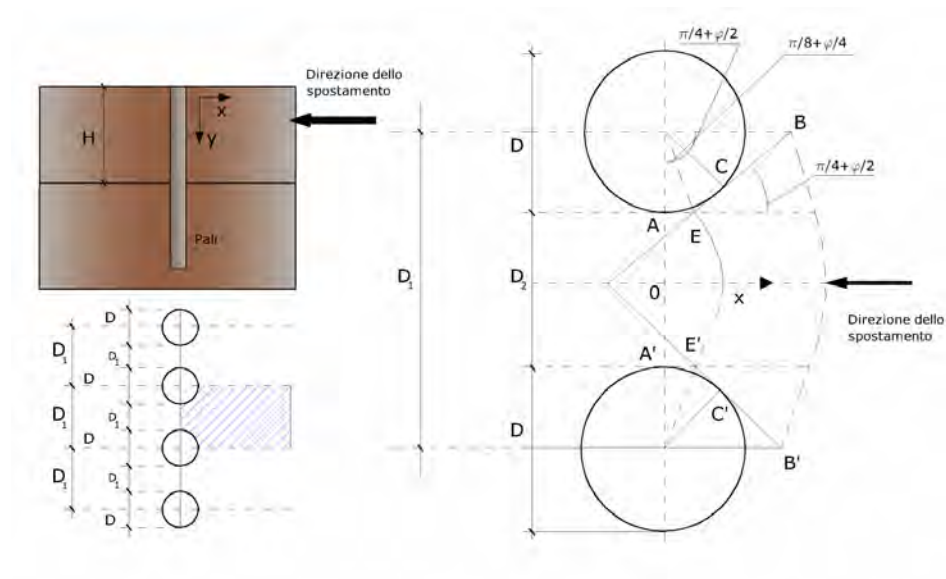 Direzione dello
spostamento
H
x
y
Pali
D
D1
D1
D
D1
D1
D
D1
D1
D1
D
π/4+φ/2
π/8+φ/4
D
B
C
π/4+φ/2
A
E
D1
D2
0
x
Direzione dello
spostamento
E'
A'
D
C'
B'